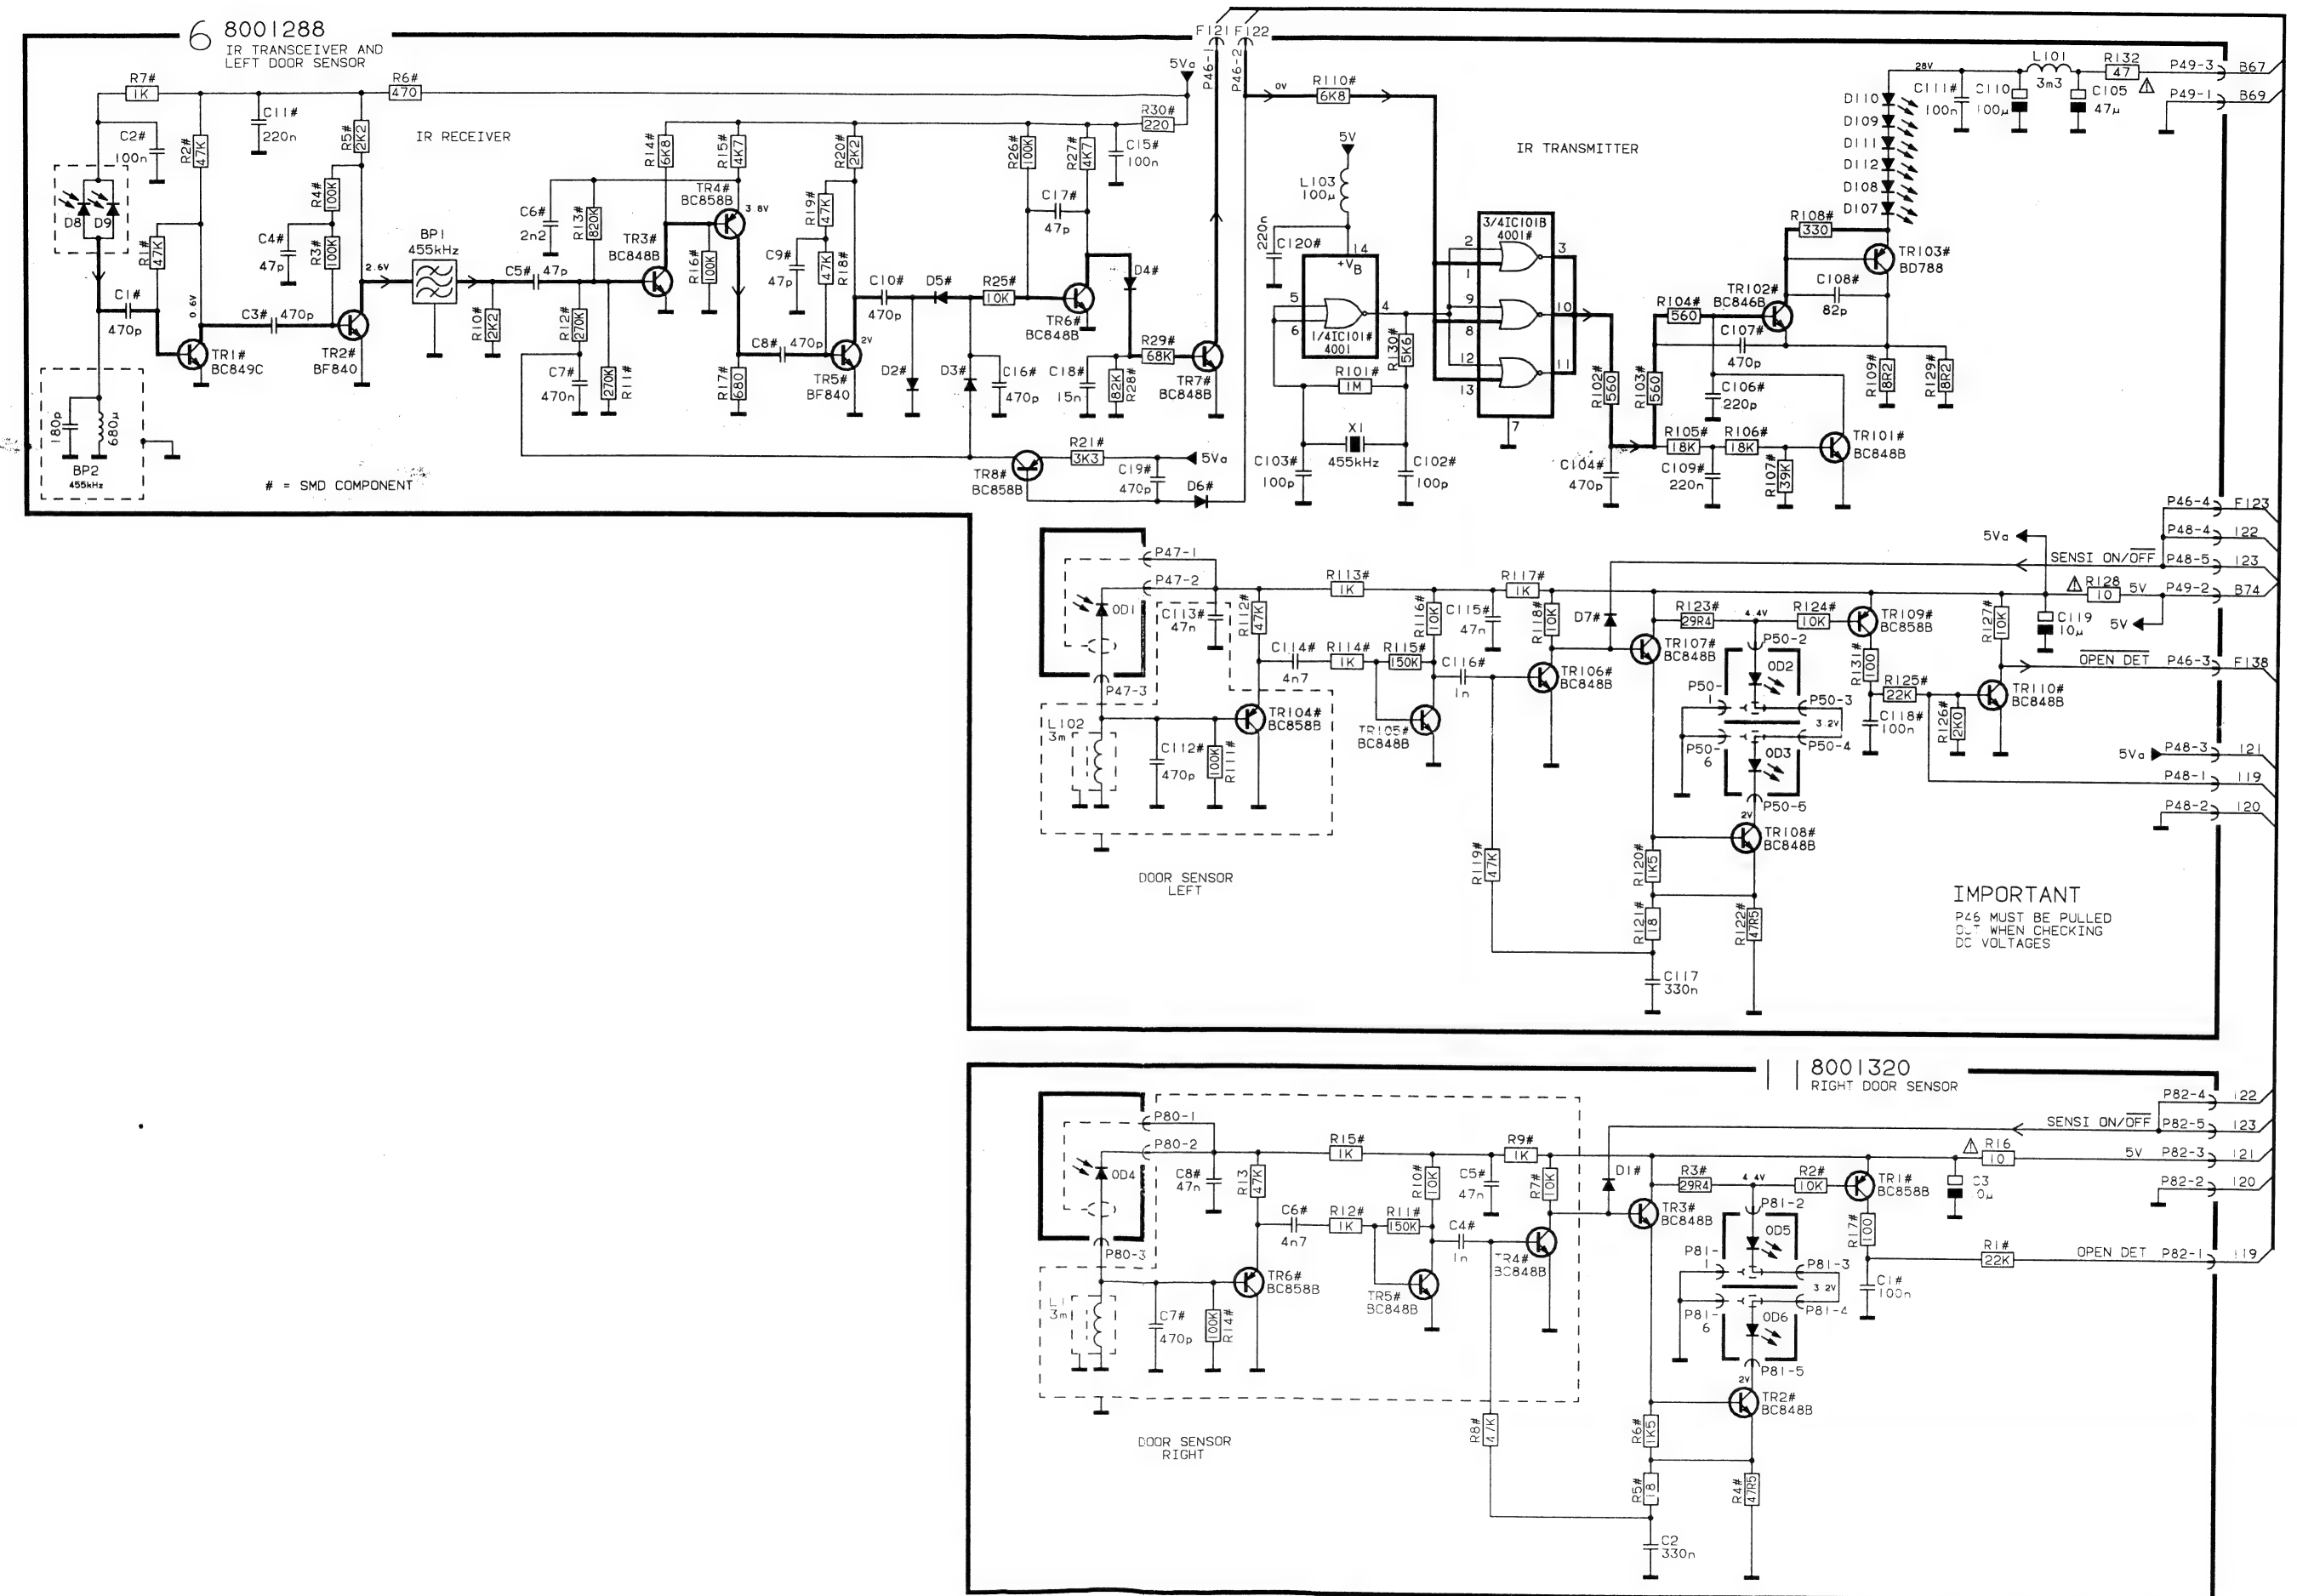 6 8001288
IR TRANSCEIVER AND
LEFT DOOR SENSOR
F121 F122
P46-1
P46-2
5Va
R7#
1K
R6#
470
C2#
100n
R2#
47K
C11#
220n
R5#
2K2
IR RECEIVER
R4#
100K
R3#
100K
C4#
47p
D8 D9
47K
C1#
470p
0.6V
TR1#
BC849C
C3# 470p
2.6V
TR2#
BF840
BP1
455kHz
R10#
2K2
C5# 47p
180p
680µ
BP2
455kHz
# = SMD COMPONENT
R14#
6K8
R15#
4K7
C6#
2n2
R13#
820K
TR4#
BC858B
3.8V
TR3#
BC848B
R16#
100K
R12#
270K
C7#
470n
R11#
270K
R17#
680
C8# 470p
R20#
2K2
R19#
47K
C9#
47p
R18#
47K
2V
TR5#
BF840
C10#
470p
D5#
D2#
D3#
R25#
10K
C16#
470p
R26#
100K
R27#
4K7
R30#
220
C15#
100n
C17#
47p
TR6#
BC848B
D4#
C18#
15n
R28#
82K
R29#
68K
TR7#
BC848B
TR8#
BC858B
R21#
3K3
C19#
470p
5Va
D6#
0V
R110#
6K8
5V
L103
100µ
220n
C120#
14
+VB
5
6
4
1/4IC101#
4001
R130#
5K6
R101#
1M
X1
455kHz
C103#
100p
C102#
100p
IR TRANSMITTER
3/4IC101B
4001#
2
1
3
9
8
10
12
13
11
7
R102#
560
R103#
560
C104#
470p
R104#
560
R105#
18K
R106#
18K
C109#
220n
R107#
39K
C107#
470p
C106#
220p
TR102#
BC846B
R108#
330
C108#
82p
TR103#
BD788
TR101#
BC848B
R109#
8R2
R129#
8R2
D110
D109
D111
D112
D108
D107
28V
C111#
100n
C110
100µ
L101
3m3
C105
47µ
R132
47
P49-3 B67
P49-1 B69
P46-4 F123
P48-4 122
SENSI ON/OFF P48-5 123
5Va
R128
10
5V P49-2 B74
5V
C119
10µ
OPEN DET P46-3 F138
5Va P48-3 121
P48-1 119
P48-2 120
P47-1
P47-2
P47-3
OD1
C113#
47n
R112#
47K
R113#
1K
C114#
4n7
R114#
1K
R115#
150K
R116#
10K
C115#
47n
R117#
1K
R118#
10K
C116#
1n
TR106#
BC848B
L102
3m
C112#
470p
R111#
100K
TR104#
BC858B
TR105#
BC848B
D7#
TR107#
BC848B
R123#
29R4
4.4V
R124#
10K
TR109#
BC858B
P50-2
OD2
P50-1
P50-3
3.2V
P50-4
P50-6
OD3
P50-5
2V
TR108#
BC848B
R131#
100
R125#
22K
C118#
100n
R126#
2K0
R127#
10K
TR110#
BC848B
R119#
47K
R120#
1K5
R121#
18
R122#
47R5
C117
330n
DOOR SENSOR
LEFT
IMPORTANT
P46 MUST BE PULLED
OUT WHEN CHECKING
DC VOLTAGES
11 8001320
RIGHT DOOR SENSOR
P82-4 122
SENSI ON/OFF P82-5 123
R16
10
5V P82-3 121
P82-2 120
OPEN DET P82-1 119
P80-1
P80-2
P80-3
OD4
C8#
47n
R13
47K
R15#
1K
C6#
4n7
R12#
1K
R11#
150K
R10#
10K
C5#
47n
R9#
1K
R7#
10K
C4#
1n
TR4#
BC848B
L1
3m
C7#
470p
R14#
100K
TR6#
BC858B
TR5#
BC848B
D1#
TR3#
BC848B
R3#
29R4
4.4V
R2#
10K
TR1#
BC858B
C3
P81-2
OD5
P81-1
P81-3
3.2V
P81-4
P81-6
OD6
P81-5
2V
TR2#
BC848B
R17#
100
C1#
100n
R1#
22K
R8#
47K
R6#
1K5
R5#
18
R4#
47R5
C2
330n
DOOR SENSOR
RIGHT